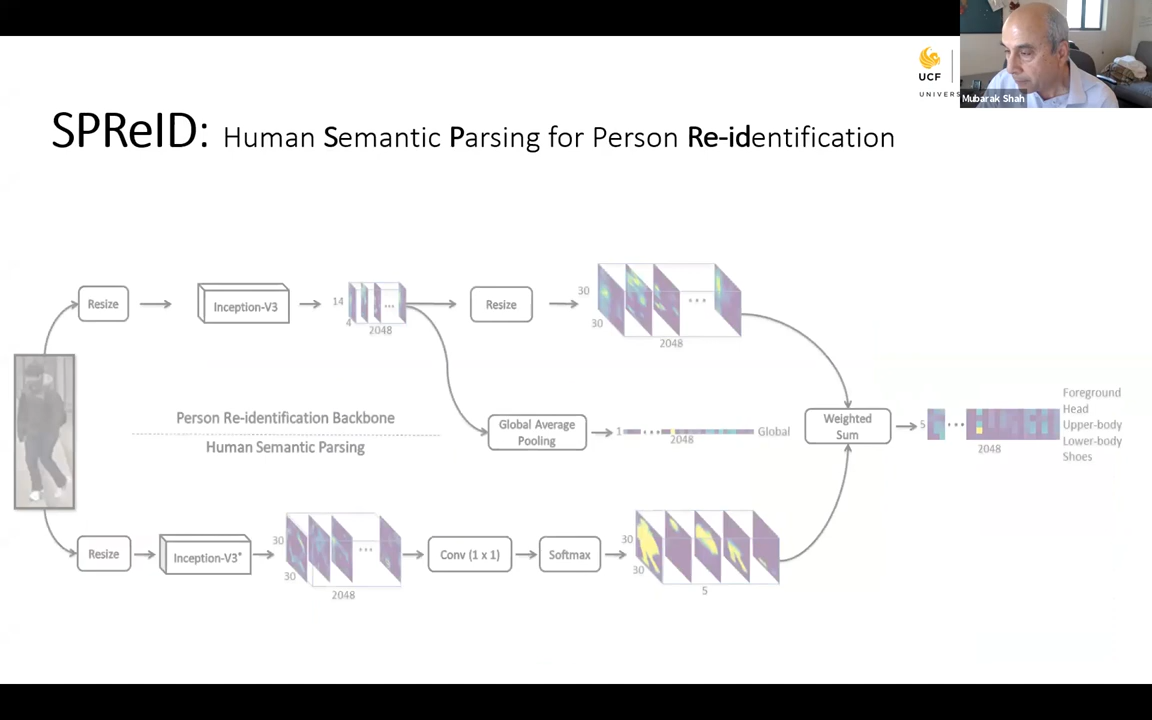 UCF
UNIVERS
Mubarak Shah
SPReID: Human Semantic Parsing for Person Re-identification
Resize
Inception-V3
14
4
2048
Resize
30
30
2048
Person Re-identification Backbone
Human Semantic Parsing
Global Average
Pooling
1
2048
Global
Weighted
Sum
5
2048
Foreground
Head
Upper-body
Lower-body
Shoes
Resize
Inception-V3*
30
30
2048
Conv (1 x 1)
Softmax
30
30
5